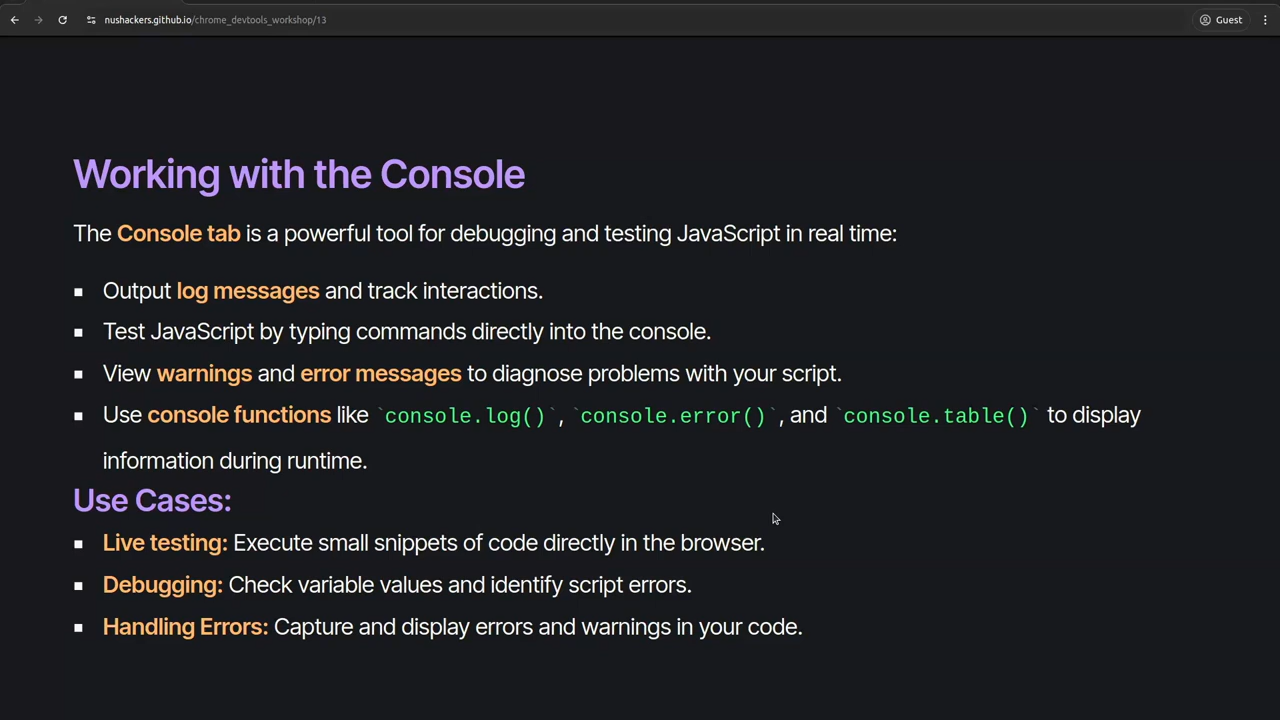 nushackers.github.io/chrome_devtools_workshop/13
Guest
Working with the Console
The Console tab is a powerful tool for debugging and testing JavaScript in real time:
Output log messages and track interactions.
Test JavaScript by typing commands directly into the console.
View warnings and error messages to diagnose problems with your script.
Use console functions like `console.log()`, `console.error()`, and `console.table()` to display
information during runtime.
Use Cases:
Live testing: Execute small snippets of code directly in the browser.
Debugging: Check variable values and identify script errors.
Handling Errors: Capture and display errors and warnings in your code.